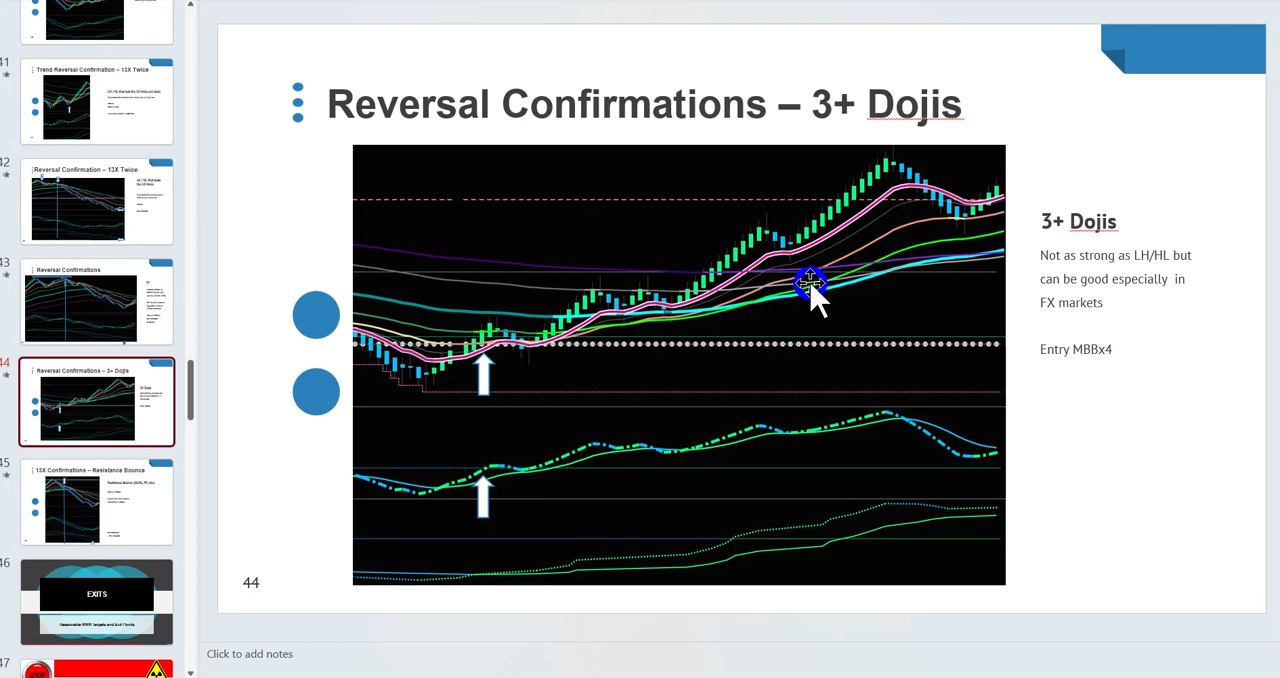 41
Trend Reversal Confirmation – 13X Twice
42
Reversal Confirmation – 13X Twice
43
Reversal Confirmations
44
Reversal Confirmations – 3+ Dojis
45
13X Confirmations – Resistance Bounce
46
EXITS
47
STOP
Reversal Confirmations – 3+ Dojis
3+ Dojis
Not as strong as LH/HL but
can be good especially in
FX markets
Entry MBBx4
44
Click to add notes